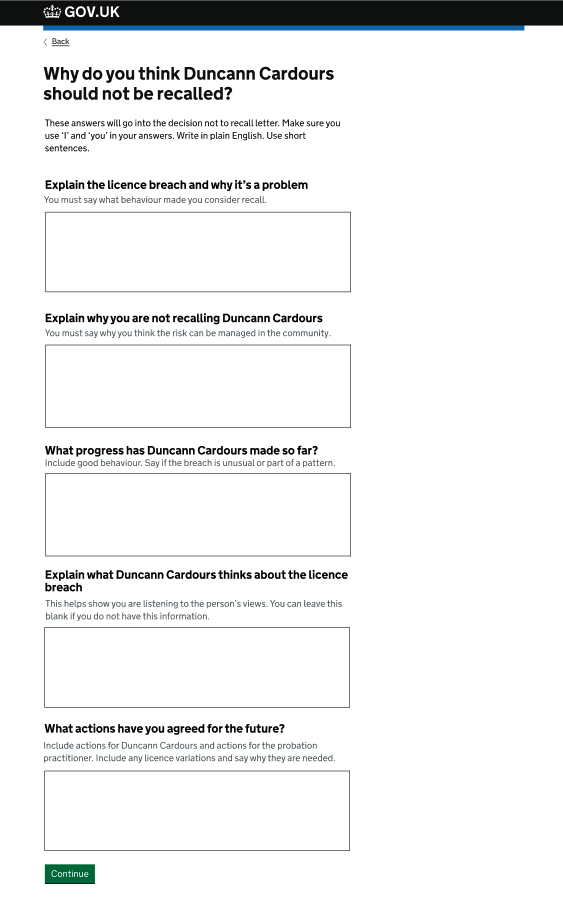 GOV.UK
Back
Why do you think Duncann Cardours
should not be recalled?
These answers will go into the decision not to recall letter. Make sure you
use ‘I’ and ‘you’ in your answers. Write in plain English. Use short
sentences.
Explain the licence breach and why it’s a problem
You must say what behaviour made you consider recall.
Explain why you are not recalling Duncann Cardours
You must say why you think the risk can be managed in the community.
What progress has Duncann Cardours made so far?
Include good behaviour. Say if the breach is unusual or part of a pattern.
Explain what Duncann Cardours thinks about the licence
breach
This helps show you are listening to the person’s views. You can leave this
blank if you do not have this information.
What actions have you agreed for the future?
Include actions for Duncann Cardours and actions for the probation
practitioner. Include any licence variations and say why they are needed.
Continue